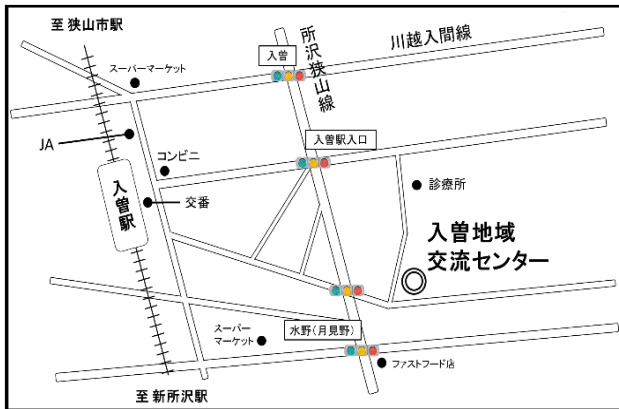 至 狭山市駅
スーパーマーケット
入曽
所沢狭山線
川越入間線
JA
コンビニ
入曽駅入口
入曽駅
交番
診療所
入曽地域
交流センター
スーパー
マーケット
水野（月見野）
ファストフード店
至 新所沢駅